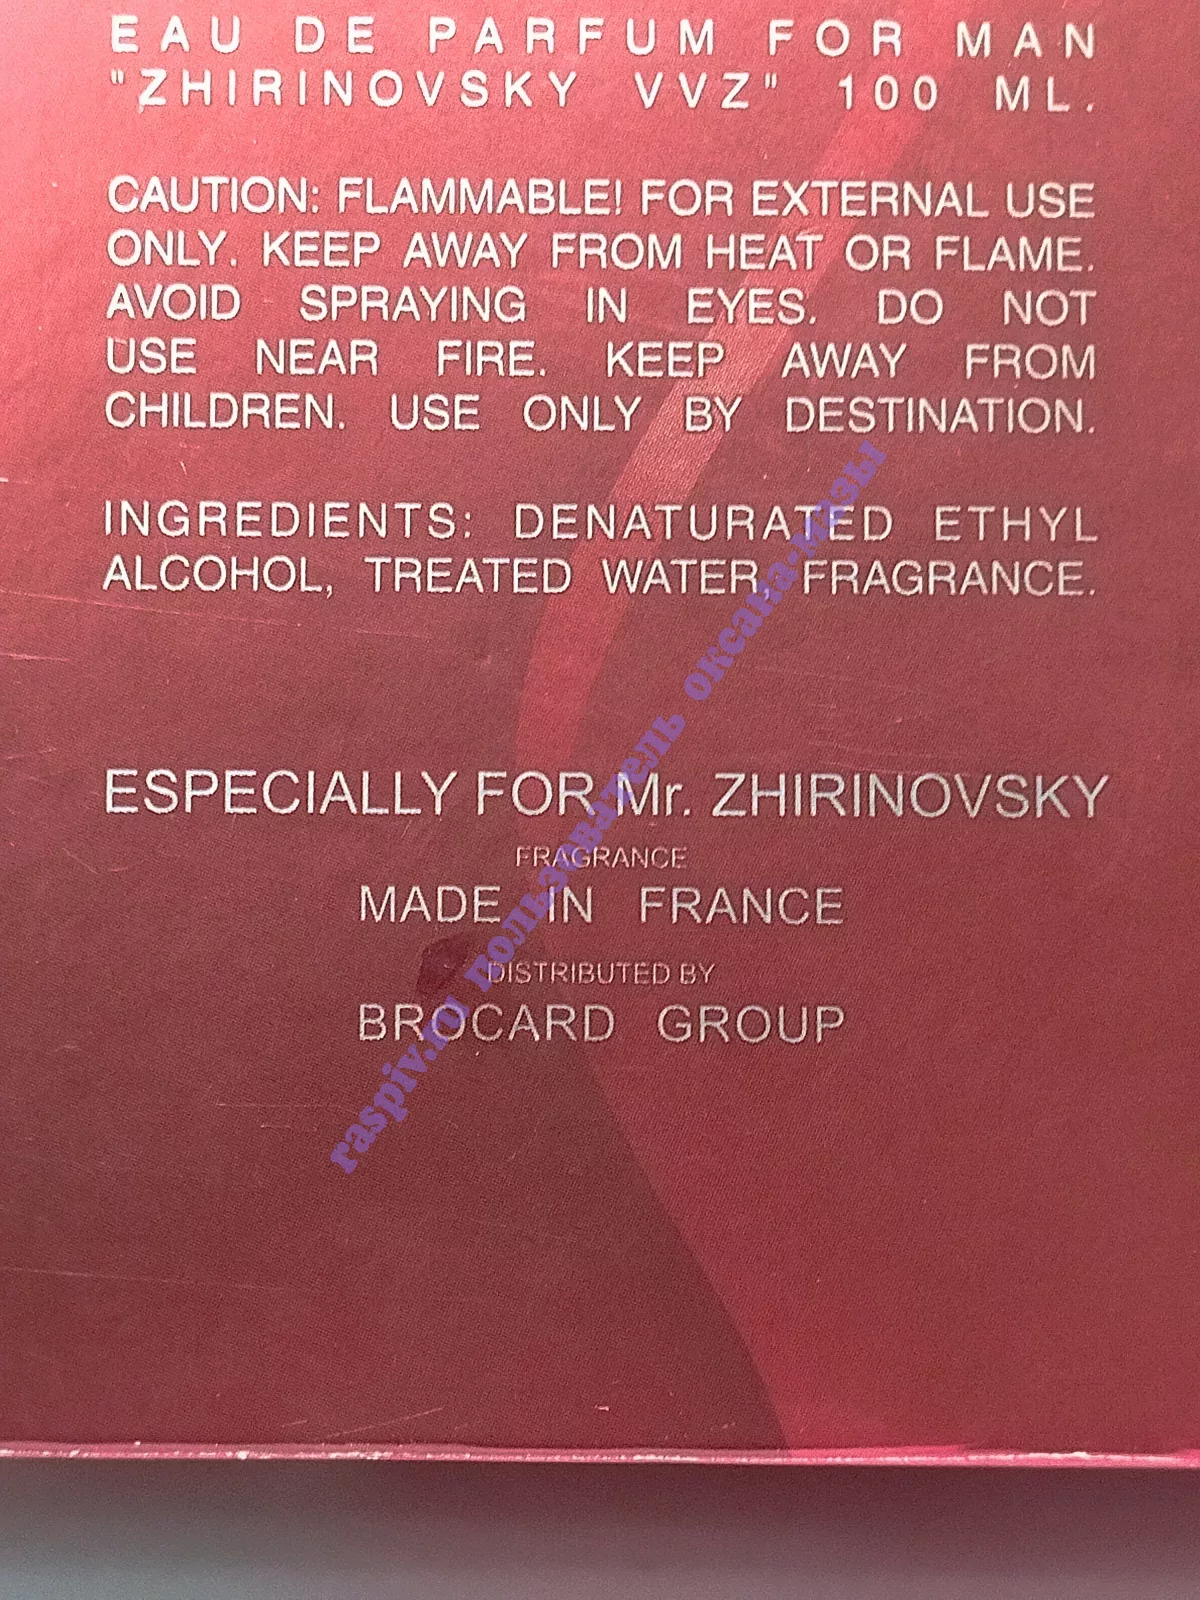 EAU DE PARFUM FOR MAN
"ZHIRINOVSKY VVZ" 100 ML.
CAUTION: FLAMMABLE! FOR EXTERNAL USE
ONLY. KEEP AWAY FROM HEAT OR FLAME.
AVOID SPRAYING IN EYES. DO NOT
USE NEAR FIRE. KEEP AWAY FROM
CHILDREN. USE ONLY BY DESTINATION.
INGREDIENTS: DENATURATED ETHYL
ALCOHOL, TREATED WATER, FRAGRANCE.
ESPECIALLY FOR Mr. ZHIRINOVSKY
FRAGRANCE
MADE IN FRANCE
DISTRIBUTED BY
BROCARD GROUP
raspiv.ru пользователь оксана-мазы